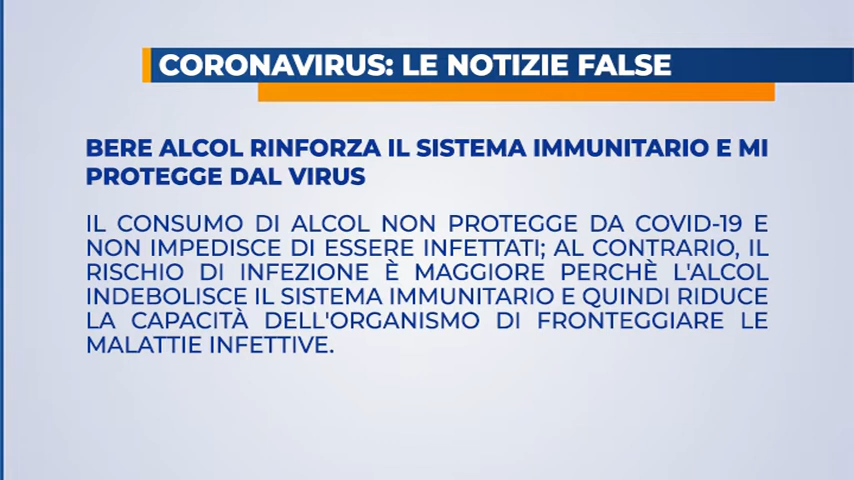 CORONAVIRUS: LE NOTIZIE FALSE
BERE ALCOL RINFORZA IL SISTEMA IMMUNITARIO E MI
PROTEGGE DAL VIRUS
IL CONSUMO DI ALCOL NON PROTEGGE DA COVID-19 E
NON IMPEDISCE DI ESSERE INFETTATI; AL CONTRARIO, IL
RISCHIO DI INFEZIONE È MAGGIORE PERCHÈ L'ALCOL
INDEBOLISCE IL SISTEMA IMMUNITARIO E QUINDI RIDUCE
LA CAPACITÀ DELL'ORGANISMO DI FRONTEGGIARE LE
MALATTIE INFETTIVE.